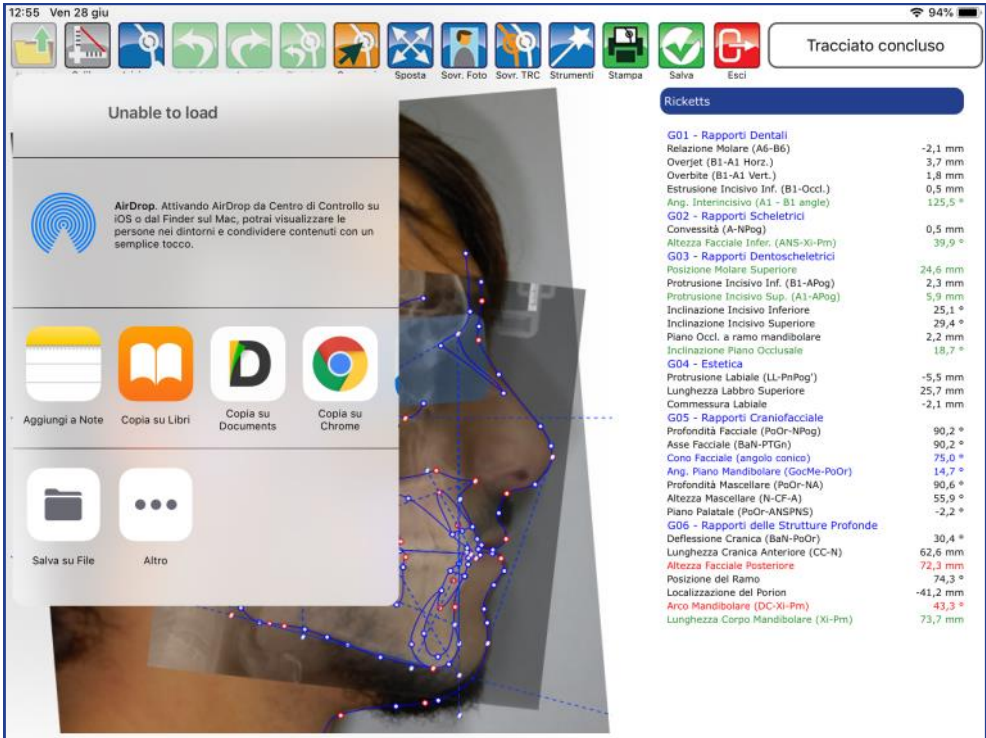 12:55 Ven 28 giu
94%
Sposta
Sovr. Foto
Sovr. TRC
Strumenti
Stampa
Salva
Esci
Tracciato concluso
Unable to load
AirDrop. Attivando AirDrop da Centro di Controllo su
iOS o dal Finder sul Mac, potrai visualizzare le
persone nei dintorni e condividere contenuti con un
semplice tocco.
Aggiungi a Note
Copia su Libri
Copia su
Documents
Copia su
Chrome
Salva su File
Altro
Ricketts
G01 - Rapporti Dentali
Relazione Molare (A6-B6) -2,1 mm
Overjet (B1-A1 Horz.) 3,7 mm
Overbite (B1-A1 Vert.) 1,8 mm
Estrusione Incisivo Inf. (B1-Occl.) 0,5 mm
Ang. Interincisivo (A1 - B1 angle) 125,5 °
G02 - Rapporti Scheletrici
Convessità (A-NPog) 0,5 mm
Altezza Facciale Infer. (ANS-Xi-Pm) 39,9 °
G03 - Rapporti Dentoscheletrici
Posizione Molare Superiore 24,6 mm
Protrusione Incisivo Inf. (B1-APog) 2,3 mm
Protrusione Incisivo Sup. (A1-APog) 5,9 mm
Inclinazione Incisivo Inferiore 25,1 °
Inclinazione Incisivo Superiore 29,4 °
Piano Occl. a ramo mandibolare 2,2 mm
Inclinazione Piano Occlusale 18,7 °
G04 - Estetica
Protrusione Labiale (LL-PnPog') -5,5 mm
Lunghezza Labbro Superiore 25,7 mm
Commessura Labiale -2,1 mm
G05 - Rapporti Craniofacciale
Profondità Facciale (PoOr-NPog) 90,2 °
Asse Facciale (BaN-PTGn) 90,2 °
Cono Facciale (angolo conico) 75,0 °
Ang. Piano Mandibolare (GocMe-PoOr) 14,7 °
Profondità Mascellare (PoOr-NA) 90,6 °
Altezza Mascellare (N-CF-A) 55,9 °
Piano Palatale (PoOr-ANSPNS) -2,2 °
G06 - Rapporti delle Strutture Profonde
Deflessione Cranica (BaN-PoOr) 30,4 °
Lunghezza Cranica Anteriore (CC-N) 62,6 mm
Altezza Facciale Posteriore 72,3 mm
Posizione del Ramo 74,3 °
Localizzazione del Porion -41,2 mm
Arco Mandibolare (DC-Xi-Pm) 43,3 °
Lunghezza Corpo Mandibolare (Xi-Pm) 73,7 mm